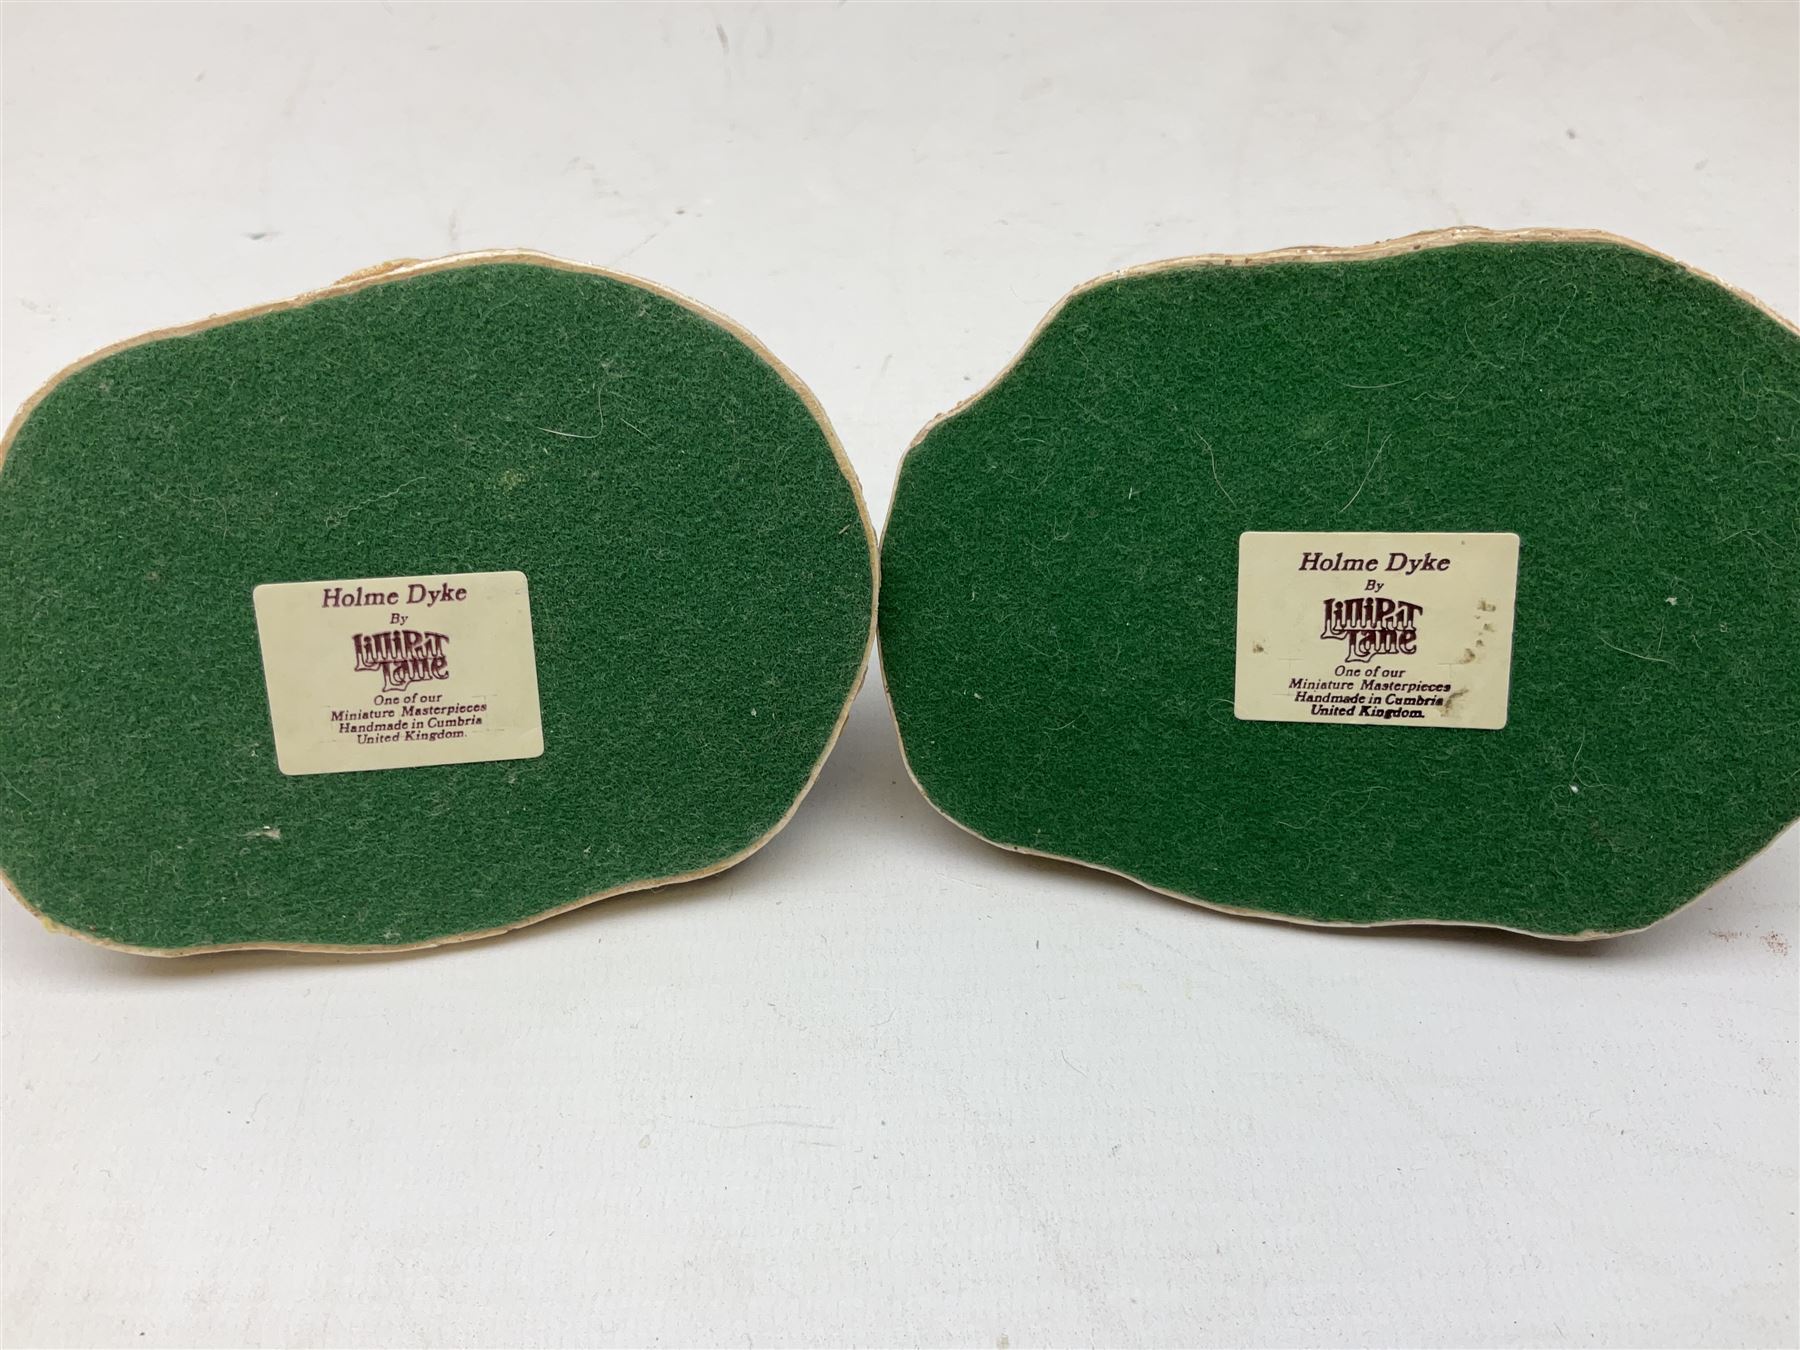 Holme Dyke
By
Lilliput
Lane
One of our
Miniature Masterpieces
Handmade in Cumbria
United Kingdom.
Holme Dyke
By
Lilliput
Lane
One of our
Miniature Masterpieces
Handmade in Cumbria
United Kingdom.